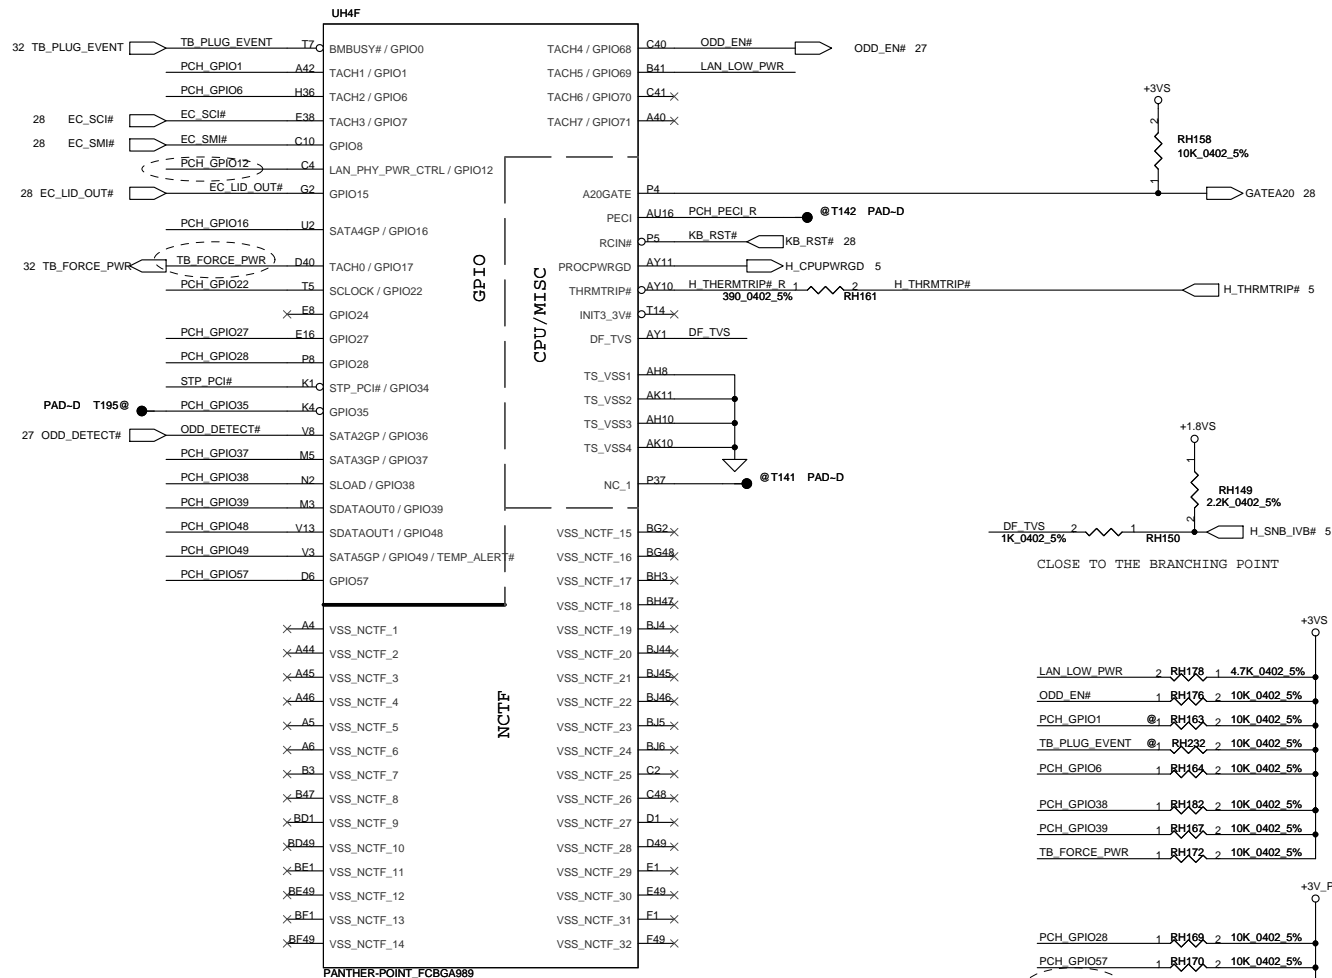 UH4F
32 TB_PLUG_EVENT TB_PLUG_EVENT T7 BMBUSY# / GPIO0
PCH_GPIO1 A42 TACH1 / GPIO1
PCH_GPIO6 H36 TACH2 / GPIO6
28 EC_SCI# EC_SCI# E38 TACH3 / GPIO7
28 EC_SMI# EC_SMI# C10 GPIO8
PCH_GPIO12 C4 LAN_PHY_PWR_CTRL / GPIO12
28 EC_LID_OUT# EC_LID_OUT# G2 GPIO15
PCH_GPIO16 U2 SATA4GP / GPIO16
32 TB_FORCE_PWR TB_FORCE_PWR D40 TACH0 / GPIO17
PCH_GPIO22 T5 SCLOCK / GPIO22
E8 GPIO24
PCH_GPIO27 E16 GPIO27
PCH_GPIO28 P8 GPIO28
STP_PCI# K1 STP_PCI# / GPIO34
PAD~D T195@ PCH_GPIO35 K4 GPIO35
27 ODD_DETECT# ODD_DETECT# V8 SATA2GP / GPIO36
PCH_GPIO37 M5 SATA3GP / GPIO37
PCH_GPIO38 N2 SLOAD / GPIO38
PCH_GPIO39 M3 SDATAOUT0 / GPIO39
PCH_GPIO48 V13 SDATAOUT1 / GPIO48
PCH_GPIO49 V3 SATA5GP / GPIO49 / TEMP_ALERT#
PCH_GPIO57 D6 GPIO57
A4 VSS_NCTF_1
A44 VSS_NCTF_2
A45 VSS_NCTF_3
A46 VSS_NCTF_4
A5 VSS_NCTF_5
A6 VSS_NCTF_6
B3 VSS_NCTF_7
B47 VSS_NCTF_8
BD1 VSS_NCTF_9
BD49 VSS_NCTF_10
BE1 VSS_NCTF_11
BE49 VSS_NCTF_12
BF1 VSS_NCTF_13
BF49 VSS_NCTF_14
PANTHER-POINT_FCBGA989
GPIO
CPU/MISC
NCTF
TACH4 / GPIO68 C40 ODD_EN# ODD_EN# 27
TACH5 / GPIO69 B41 LAN_LOW_PWR
TACH6 / GPIO70 C41
TACH7 / GPIO71 A40
A20GATE P4 GATEA20 28
PECI AU16 PCH_PECI_R @T142 PAD~D
RCIN# P5 KB_RST# KB_RST# 28
PROCPWRGD AY11 H_CPUPWRGD 5
THRMTRIP# AY10 H_THERMTRIP#_R 1 2 H_THRMTRIP# H_THRMTRIP# 5
390_0402_5% RH161
INIT3_3V# T14
DF_TVS AY1 DF_TVS
TS_VSS1 AH8
TS_VSS2 AK11
TS_VSS3 AH10
TS_VSS4 AK10
NC_1 P37 @T141 PAD~D
VSS_NCTF_15 BG2
VSS_NCTF_16 BG48
VSS_NCTF_17 BH3
VSS_NCTF_18 BH47
VSS_NCTF_19 BJ4
VSS_NCTF_20 BJ44
VSS_NCTF_21 BJ45
VSS_NCTF_22 BJ46
VSS_NCTF_23 BJ5
VSS_NCTF_24 BJ6
VSS_NCTF_25 C2
VSS_NCTF_26 C48
VSS_NCTF_27 D1
VSS_NCTF_28 D49
VSS_NCTF_29 E1
VSS_NCTF_30 E49
VSS_NCTF_31 F1
VSS_NCTF_32 F49
+3VS
2
RH158
10K_0402_5%
1
+1.8VS
1
RH149
2.2K_0402_5%
2
DF_TVS 2 1 H_SNB_IVB# 5
1K_0402_5% RH150
CLOSE TO THE BRANCHING POINT
+3VS
LAN_LOW_PWR 2 RH178 1 4.7K_0402_5%
ODD_EN# 1 RH176 2 10K_0402_5%
PCH_GPIO1 @ 1 RH163 2 10K_0402_5%
TB_PLUG_EVENT @ 1 RH232 2 10K_0402_5%
PCH_GPIO6 1 RH164 2 10K_0402_5%
PCH_GPIO38 1 RH182 2 10K_0402_5%
PCH_GPIO39 1 RH167 2 10K_0402_5%
TB_FORCE_PWR 1 RH172 2 10K_0402_5%
+3V_P
PCH_GPIO28 1 RH169 2 10K_0402_5%
PCH_GPIO57 1 RH170 2 10K_0402_5%